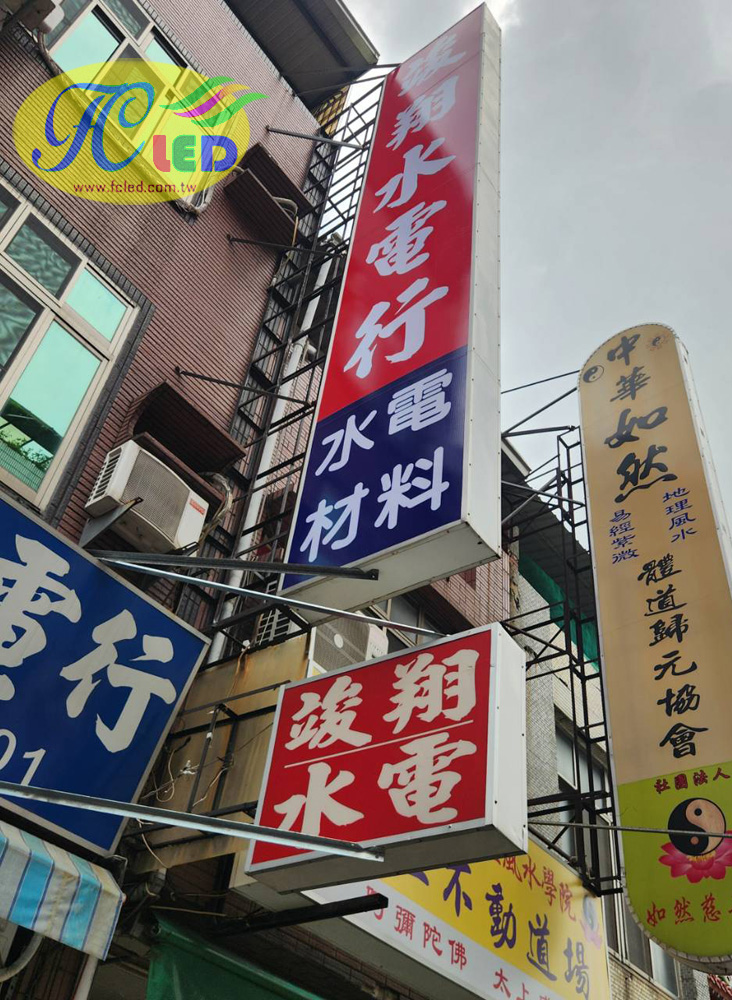 FC LED
www.fcled.com.tw
竣翔水電行
水電
材料
竣翔
水電
電行
01
中華如然
地理風水
易經紫微
體道歸元協會
社團法人
如然慈
風水學院
不動道場
阿彌陀佛 太上